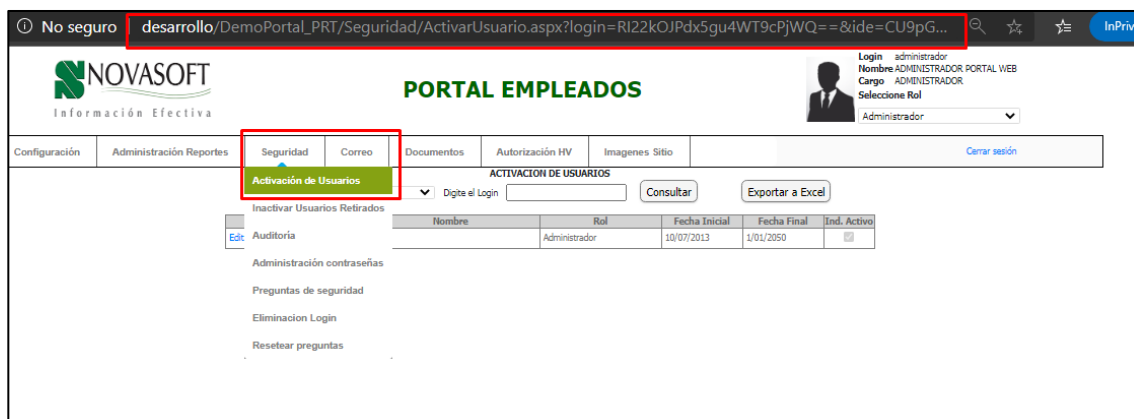 No seguro
desarrollo/DemoPortal_PRT/Seguridad/ActivarUsuario.aspx?login=RI22kOJPdx5gu4WT9cPjWQ==&ide=CU9pG...
InPriv
NOVASOFT
Información Efectiva
PORTAL EMPLEADOS
Login administrador
Nombre ADMINISTRADOR PORTAL WEB
Cargo ADMINISTRADOR
Seleccione Rol
Administrador
Configuración Administración Reportes Seguridad Correo Documentos Autorización HV Imagenes Sitio Cerrar sesión
ACTIVACION DE USUARIOS
Activación de Usuarios
Digite el Login Consultar Exportar a Excel
Inactivar Usuarios Retirados
Nombre Rol Fecha Inicial Fecha Final Ind. Activo
Edit Administrador 10/07/2013 1/01/2050
Auditoria
Administración contraseñas
Preguntas de seguridad
Eliminacion Login
Resetear preguntas